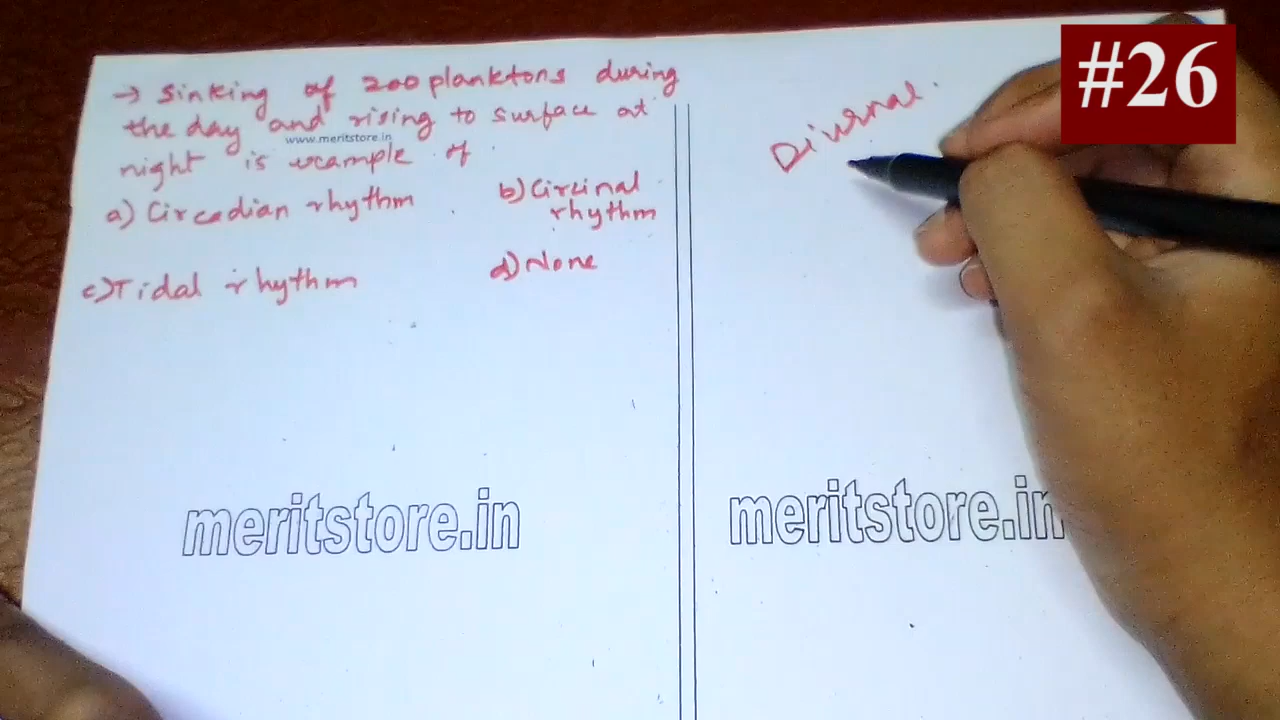 → Sinking of zooplanktons during
the day and rising to surface at
www.meritstore.in
night is example of
a) Circadian rhythm
b) Circinal
rhythm
c) Tidal rhythm
d) None
Diurnal.
#26
meritstore.in
meritstore.in